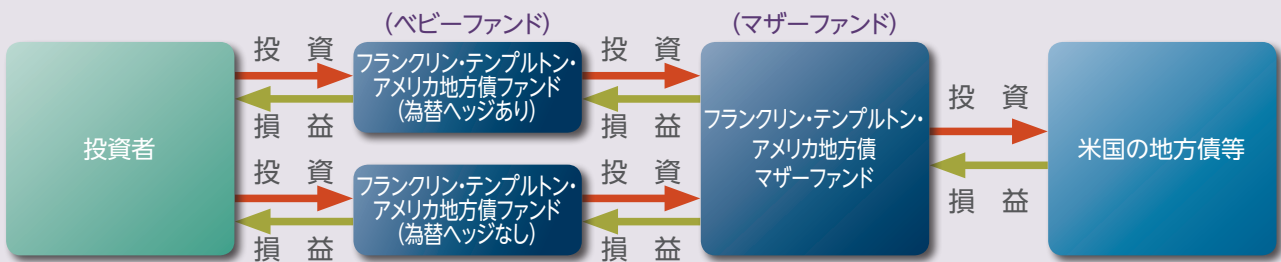 (ベビーファンド)
(マザーファンド)
投資者
投 資
損 益
フランクリン・テンプルトン・
アメリカ地方債ファンド
(為替ヘッジあり)
投 資
損 益
投 資
損 益
フランクリン・テンプルトン・
アメリカ地方債ファンド
(為替ヘッジなし)
投 資
損 益
フランクリン・テンプルトン・
アメリカ地方債
マザーファンド
投 資
損 益
米国の地方債等